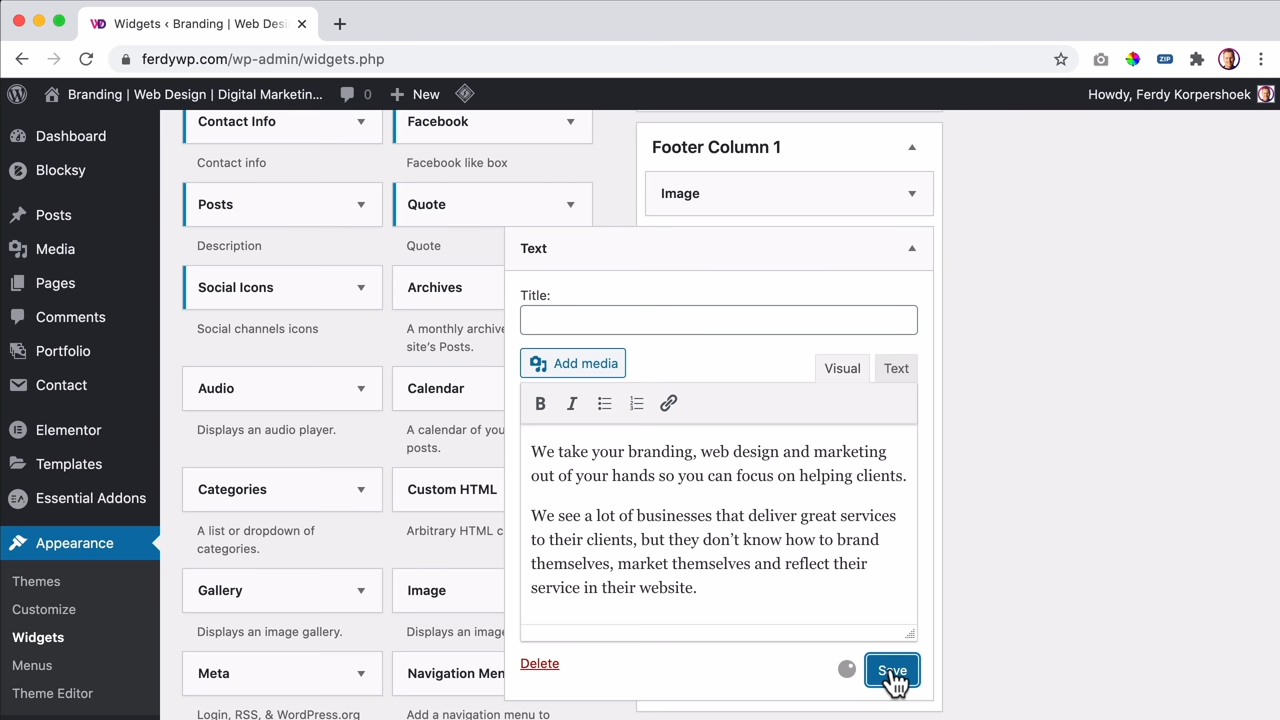 Widgets ‹ Branding | Web Desi
ferdywp.com/wp-admin/widgets.php
ZIP
Branding | Web Design | Digital Marketin...
0
New
Howdy, Ferdy Korpershoek
Dashboard
Blocksy
Posts
Media
Pages
Comments
Portfolio
Contact
Elementor
Templates
Essential Addons
Appearance
Themes
Customize
Widgets
Menus
Theme Editor
Contact Info
Contact info
Facebook
Facebook like box
Posts
Description
Quote
Quote
Social Icons
Social channels icons
Archives
A monthly archive
site's Posts.
Audio
Displays an audio player.
Calendar
A calendar of you
posts.
Categories
A list or dropdown of
categories.
Custom HTML
Arbitrary HTML c
Gallery
Displays an image gallery.
Image
Displays an image
Meta
Login, RSS, & WordPress.org
Navigation Men
Add a navigation menu to
Footer Column 1
Image
Text
Title:
Add media
Visual
Text
B I
We take your branding, web design and marketing
out of your hands so you can focus on helping clients.
We see a lot of businesses that deliver great services
to their clients, but they don't know how to brand
themselves, market themselves and reflect their
service in their website.
Delete
Save